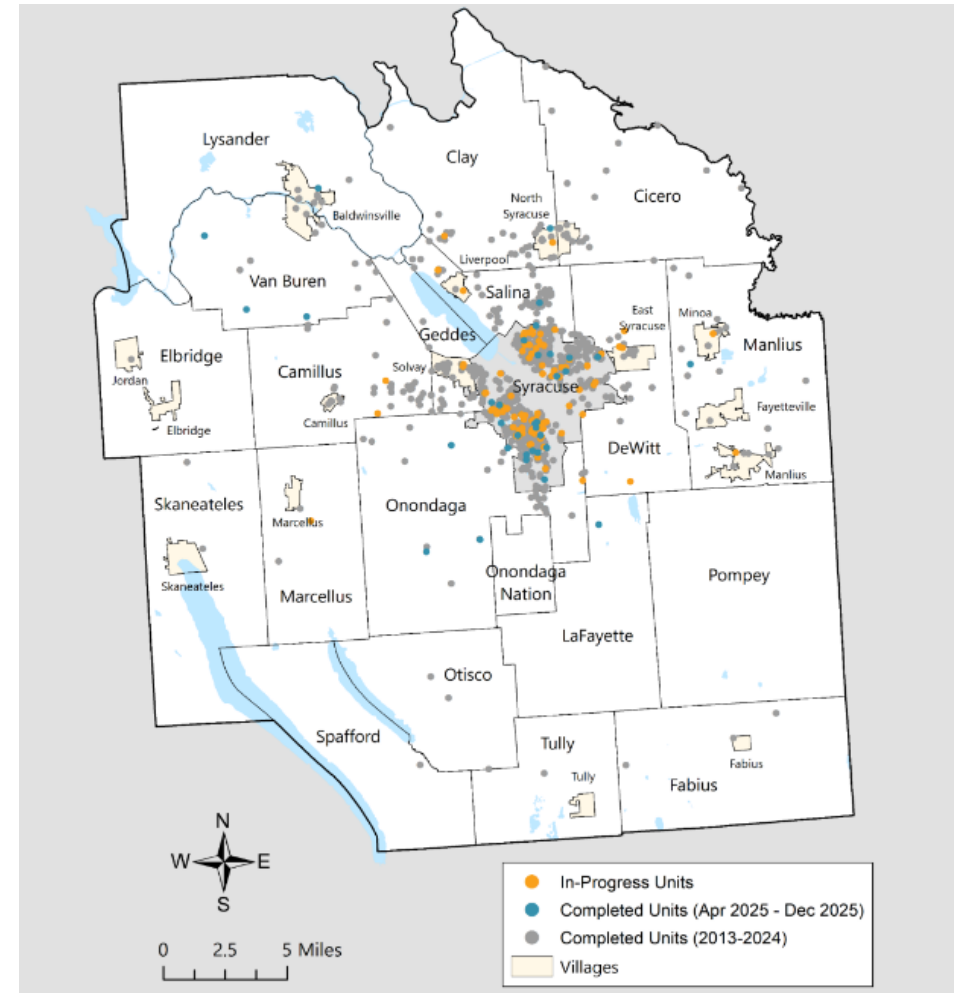 Lysander
Clay
Cicero
North
Syracuse
Baldwinsville
Liverpool
Van Buren
Salina
Minoa
East
Syracuse
Geddes
Manlius
Elbridge
Solvay
Camillus
Jordan
Syracuse
Fayetteville
Camillus
Elbridge
DeWitt
Manlius
Skaneateles
Onondaga
Marcellus
Onondaga
Nation
Pompey
Skaneateles
Marcellus
LaFayette
Otisco
Spafford
Tully
Fabius
Tully
Fabius
N
W E
S
0 2.5 5 Miles
In-Progress Units
Completed Units (Apr 2025 - Dec 2025)
Completed Units (2013-2024)
Villages